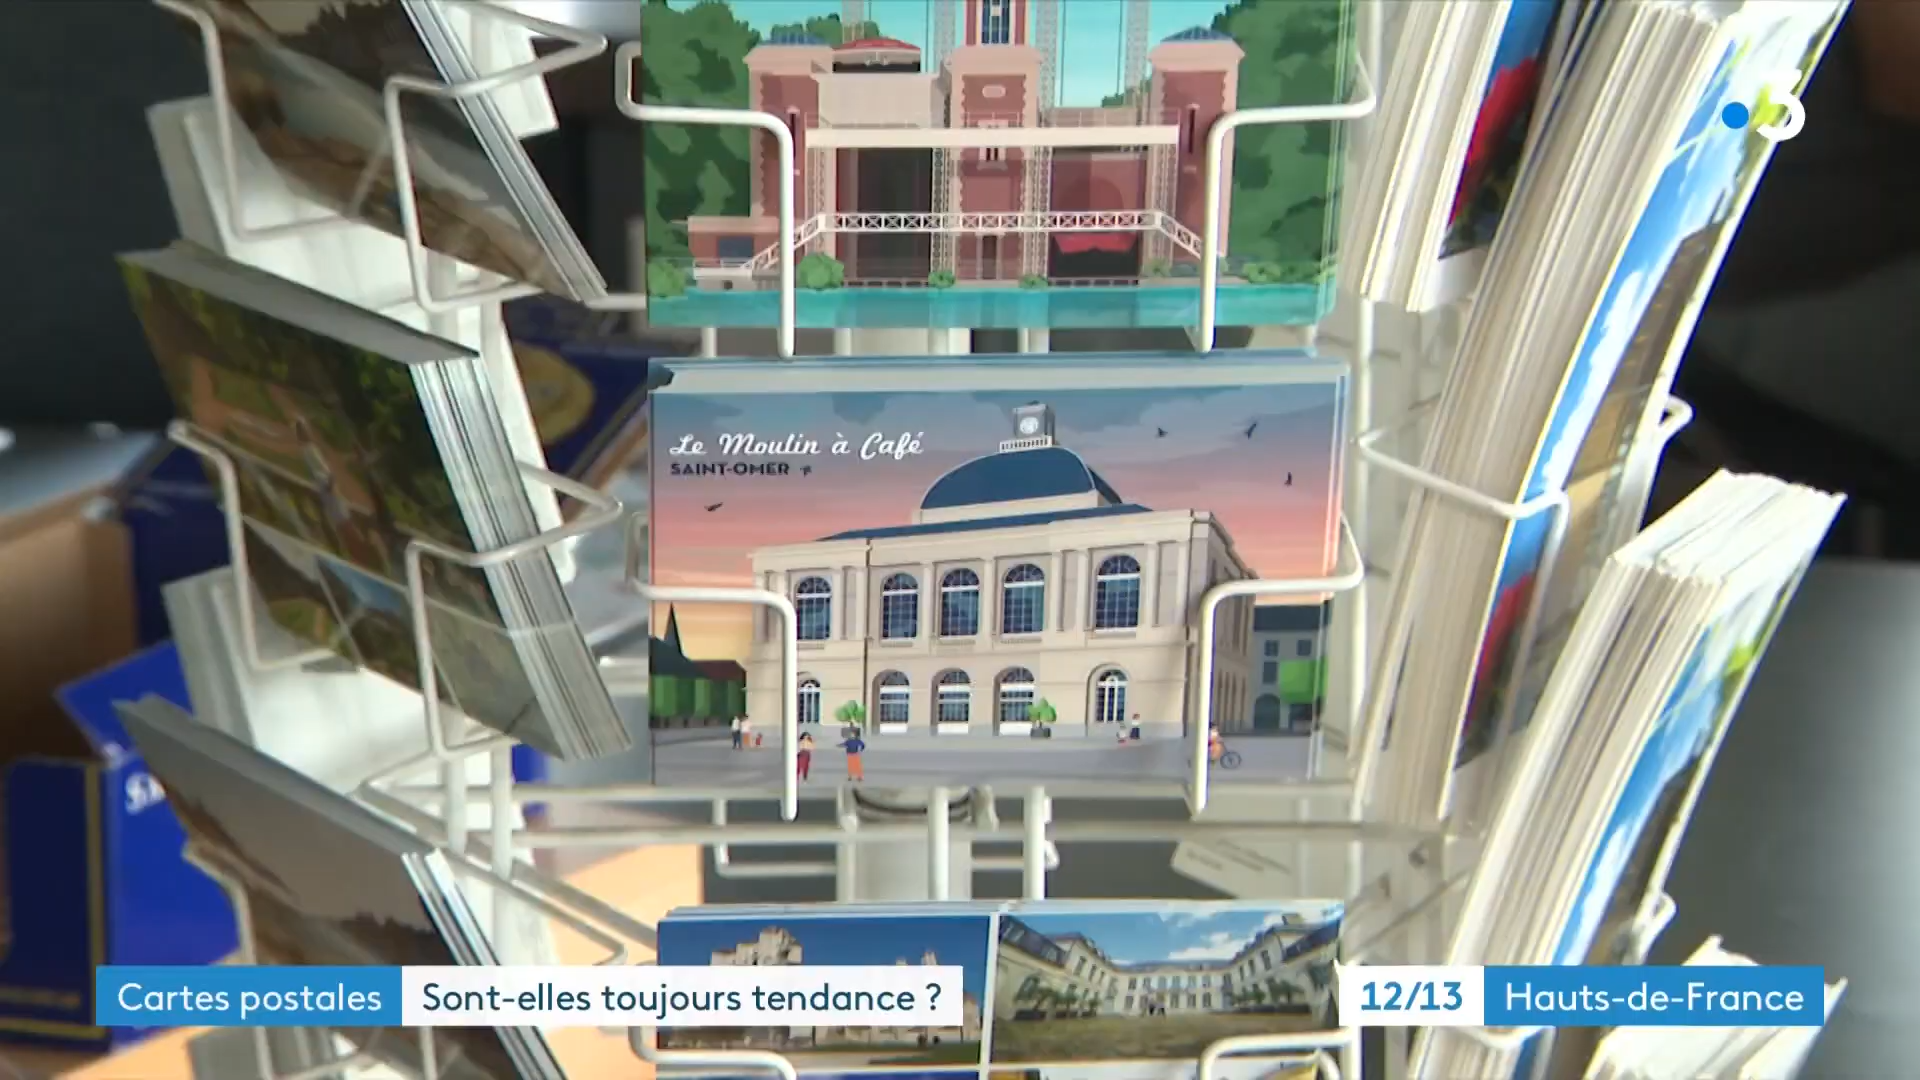 3
Le Moulin à Café
SAINT-OMER
Cartes postales
Sont-elles toujours tendance ?
12/13
Hauts-de-France